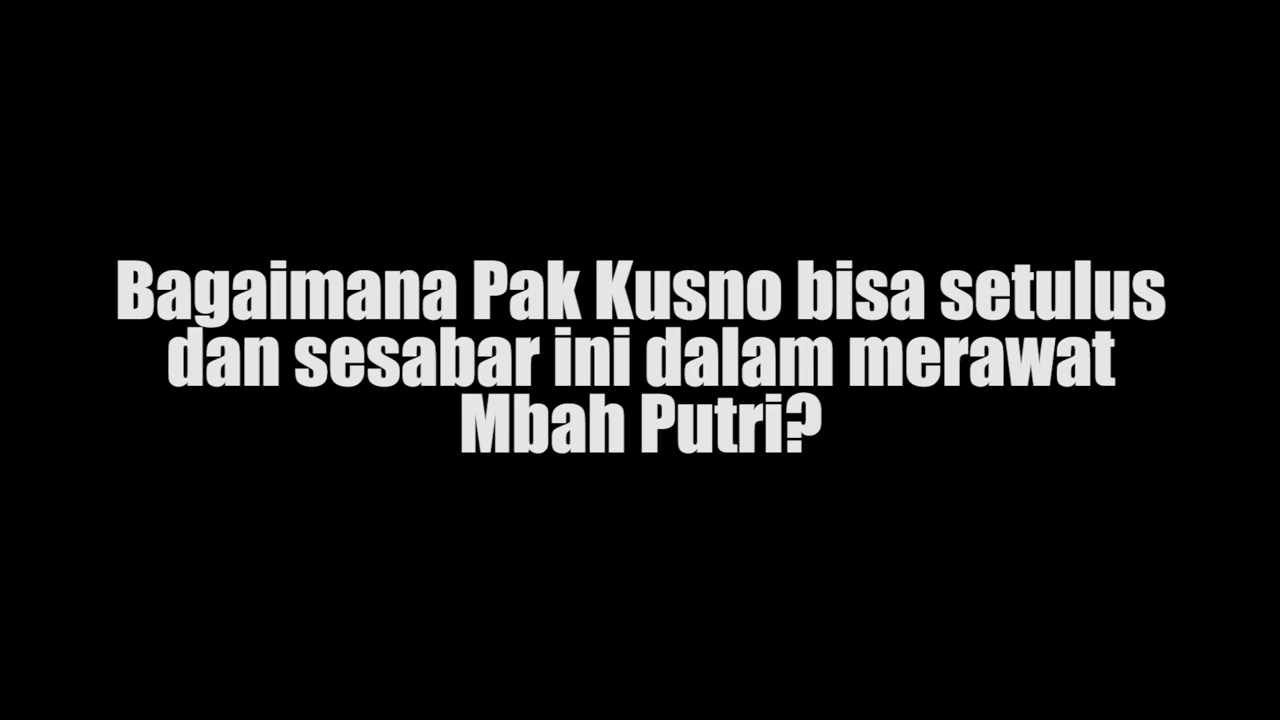 Bagaimana Pak Kusno bisa setulus
dan sesabar ini dalam merawat
Mbah Putri?